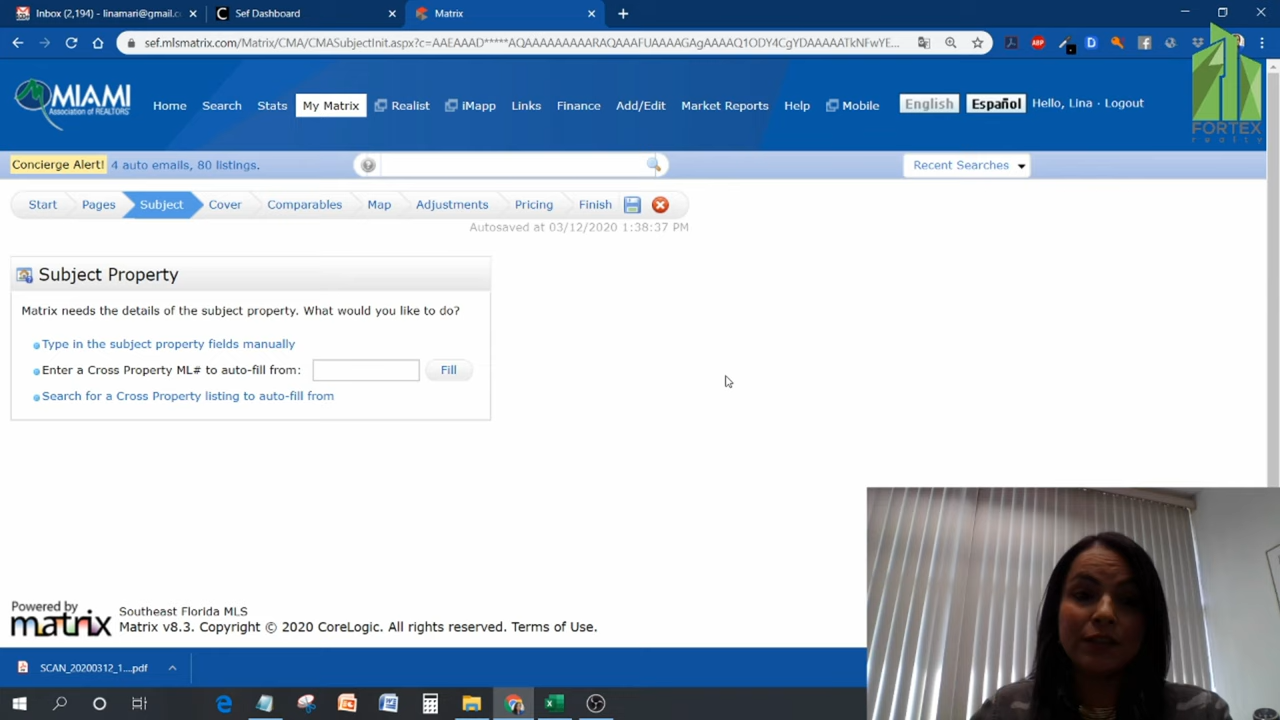 Inbox (2,194) - linamari@gmail.c
Sef Dashboard
Matrix
sef.mlsmatrix.com/Matrix/CMA/CMASubjectInit.aspx?c=AAEAAAD*****AQAAAAAAAAARAQAAAFUAAAAGAgAAAAQ1ODY4CgYDAAAAATkNFwYE...
ABP
MIAMI
Association of REALTORS
Home
Search
Stats
My Matrix
Realist
iMapp
Links
Finance
Add/Edit
Market Reports
Help
Mobile
English
Español
Hello, Lina · Logout
FORTEX
realty
Concierge Alert! 4 auto emails, 80 listings.
Recent Searches
Start
Pages
Subject
Cover
Comparables
Map
Adjustments
Pricing
Finish
Autosaved at 03/12/2020 1:38:37 PM
Subject Property
Matrix needs the details of the subject property. What would you like to do?
Type in the subject property fields manually
Enter a Cross Property ML# to auto-fill from:
Fill
Search for a Cross Property listing to auto-fill from
Powered by
matrix
Southeast Florida MLS
Matrix v8.3. Copyright © 2020 CoreLogic. All rights reserved. Terms of Use.
SCAN_20200312_1....pdf